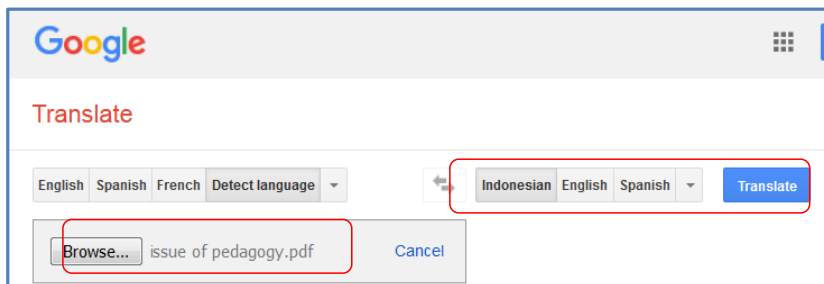 Google
Translate
English Spanish French Detect language Indonesian English Spanish Translate
Browse... issue of pedagogy.pdf Cancel